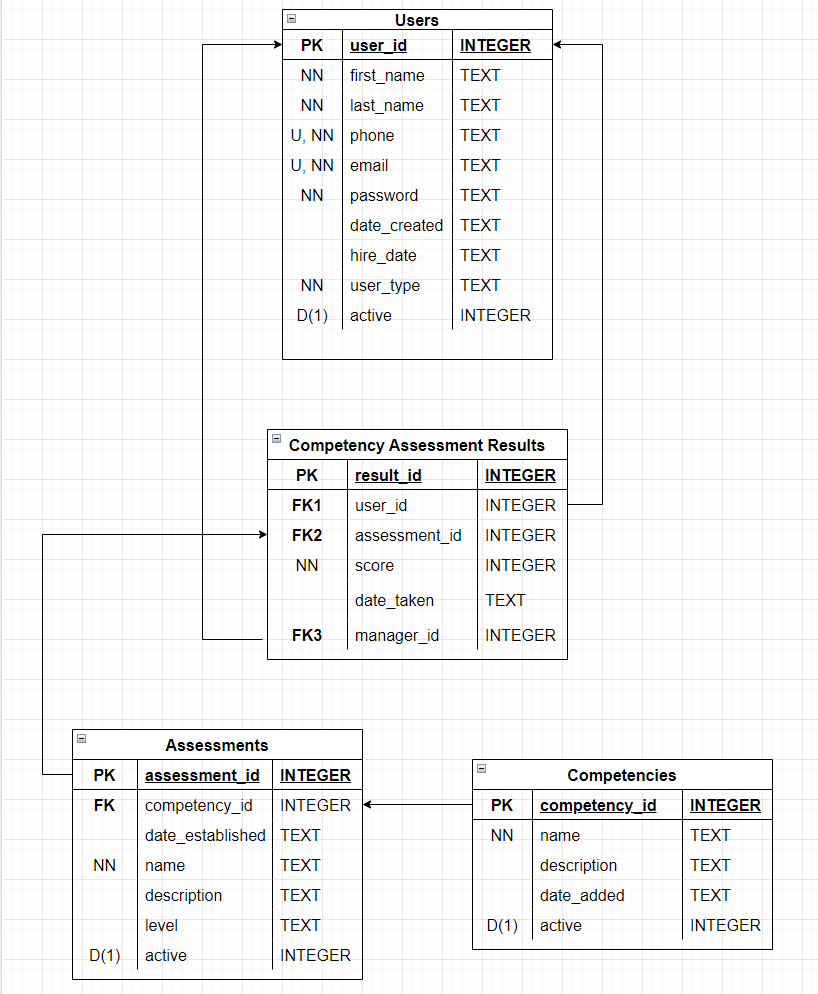 Users
PK user_id INTEGER
NN first_name TEXT
NN last_name TEXT
U, NN phone TEXT
U, NN email TEXT
NN password TEXT
date_created TEXT
hire_date TEXT
NN user_type TEXT
D(1) active INTEGER
Competency Assessment Results
PK result_id INTEGER
FK1 user_id INTEGER
FK2 assessment_id INTEGER
NN score INTEGER
date_taken TEXT
FK3 manager_id INTEGER
Assessments
PK assessment_id INTEGER
FK competency_id INTEGER
date_established TEXT
NN name TEXT
description TEXT
level TEXT
D(1) active INTEGER
Competencies
PK competency_id INTEGER
NN name TEXT
description TEXT
date_added TEXT
D(1) active INTEGER